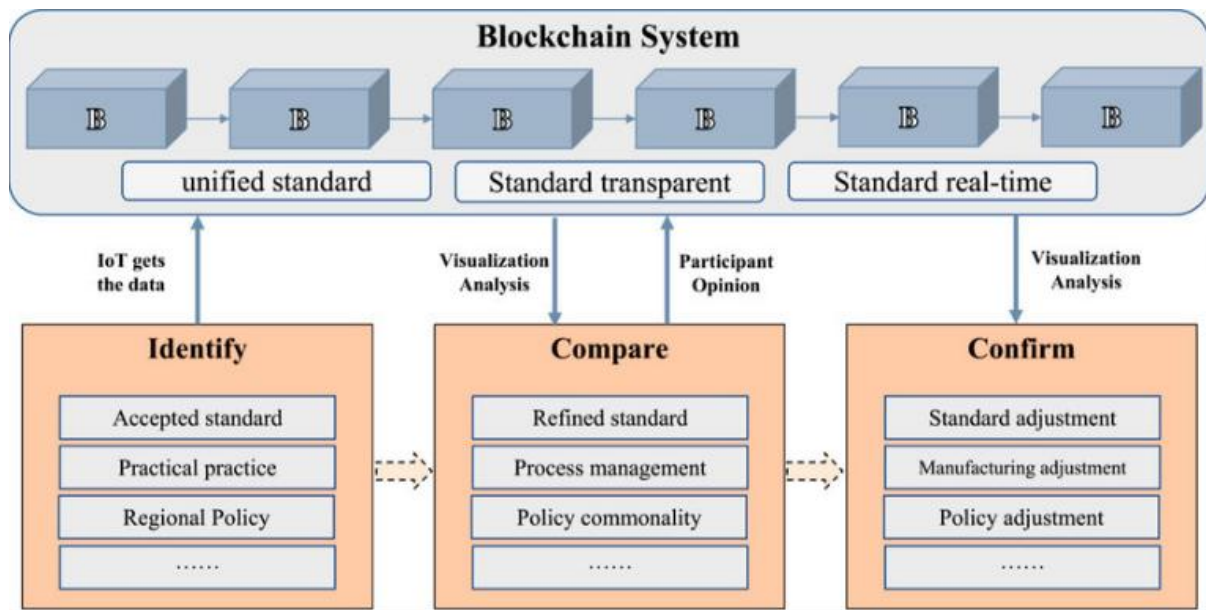 Blockchain System
𝔹 𝔹 𝔹 𝔹 𝔹 𝔹
unified standard
Standard transparent
Standard real-time
IoT gets
the data
Visualization
Analysis
Participant
Opinion
Visualization
Analysis
Identify
Accepted standard
Practical practice
Regional Policy
......
Compare
Refined standard
Process management
Policy commonality
......
Confirm
Standard adjustment
Manufacturing adjustment
Policy adjustment
......